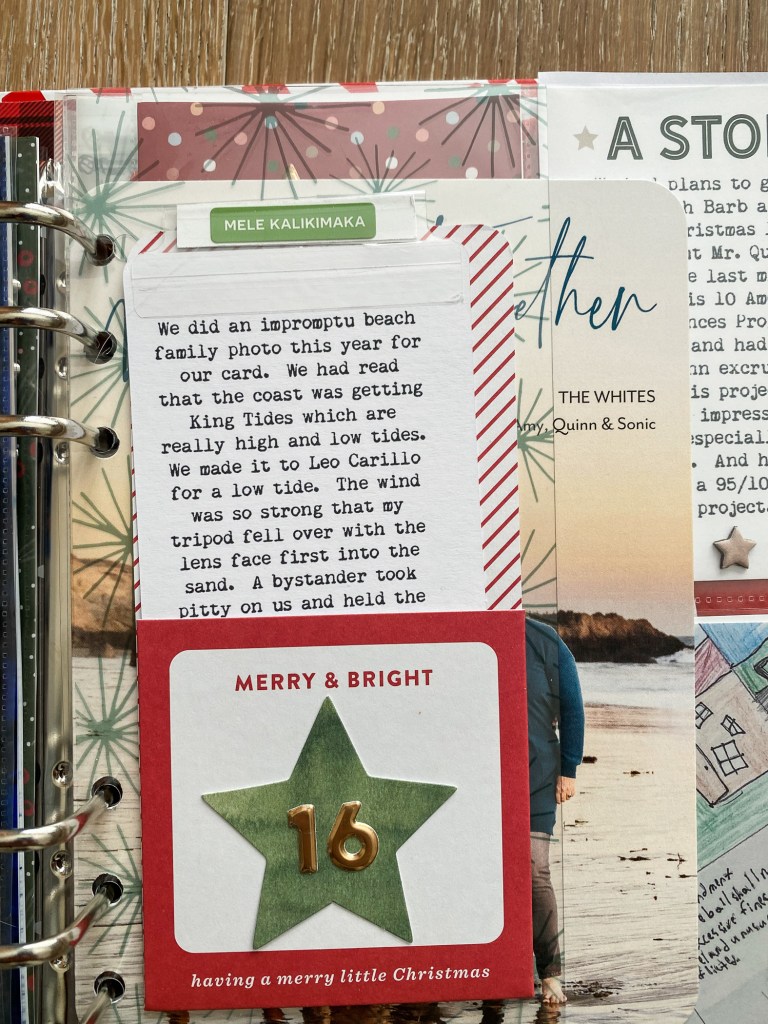 MELE KALIKIMAKA
We did an impromptu beach
family photo this year for
our card. We had read
that the coast was getting
King Tides which are
really high and low tides.
We made it to Leo Carillo
for a low tide. The wind
was so strong that my
tripod fell over with the
lens face first into the
sand. A bystander took
pitty on us and held the
MERRY & BRIGHT
16
having a merry little Christmas
THE WHITES
Amy, Quinn & Sonic
A STO
plans to g
h Barb a
ristmas
t Mr. Qu
e last m
is 10 Am
nces Pro
and had
nn excru
is proje
impress
especial
. And h
a 95/10
project.